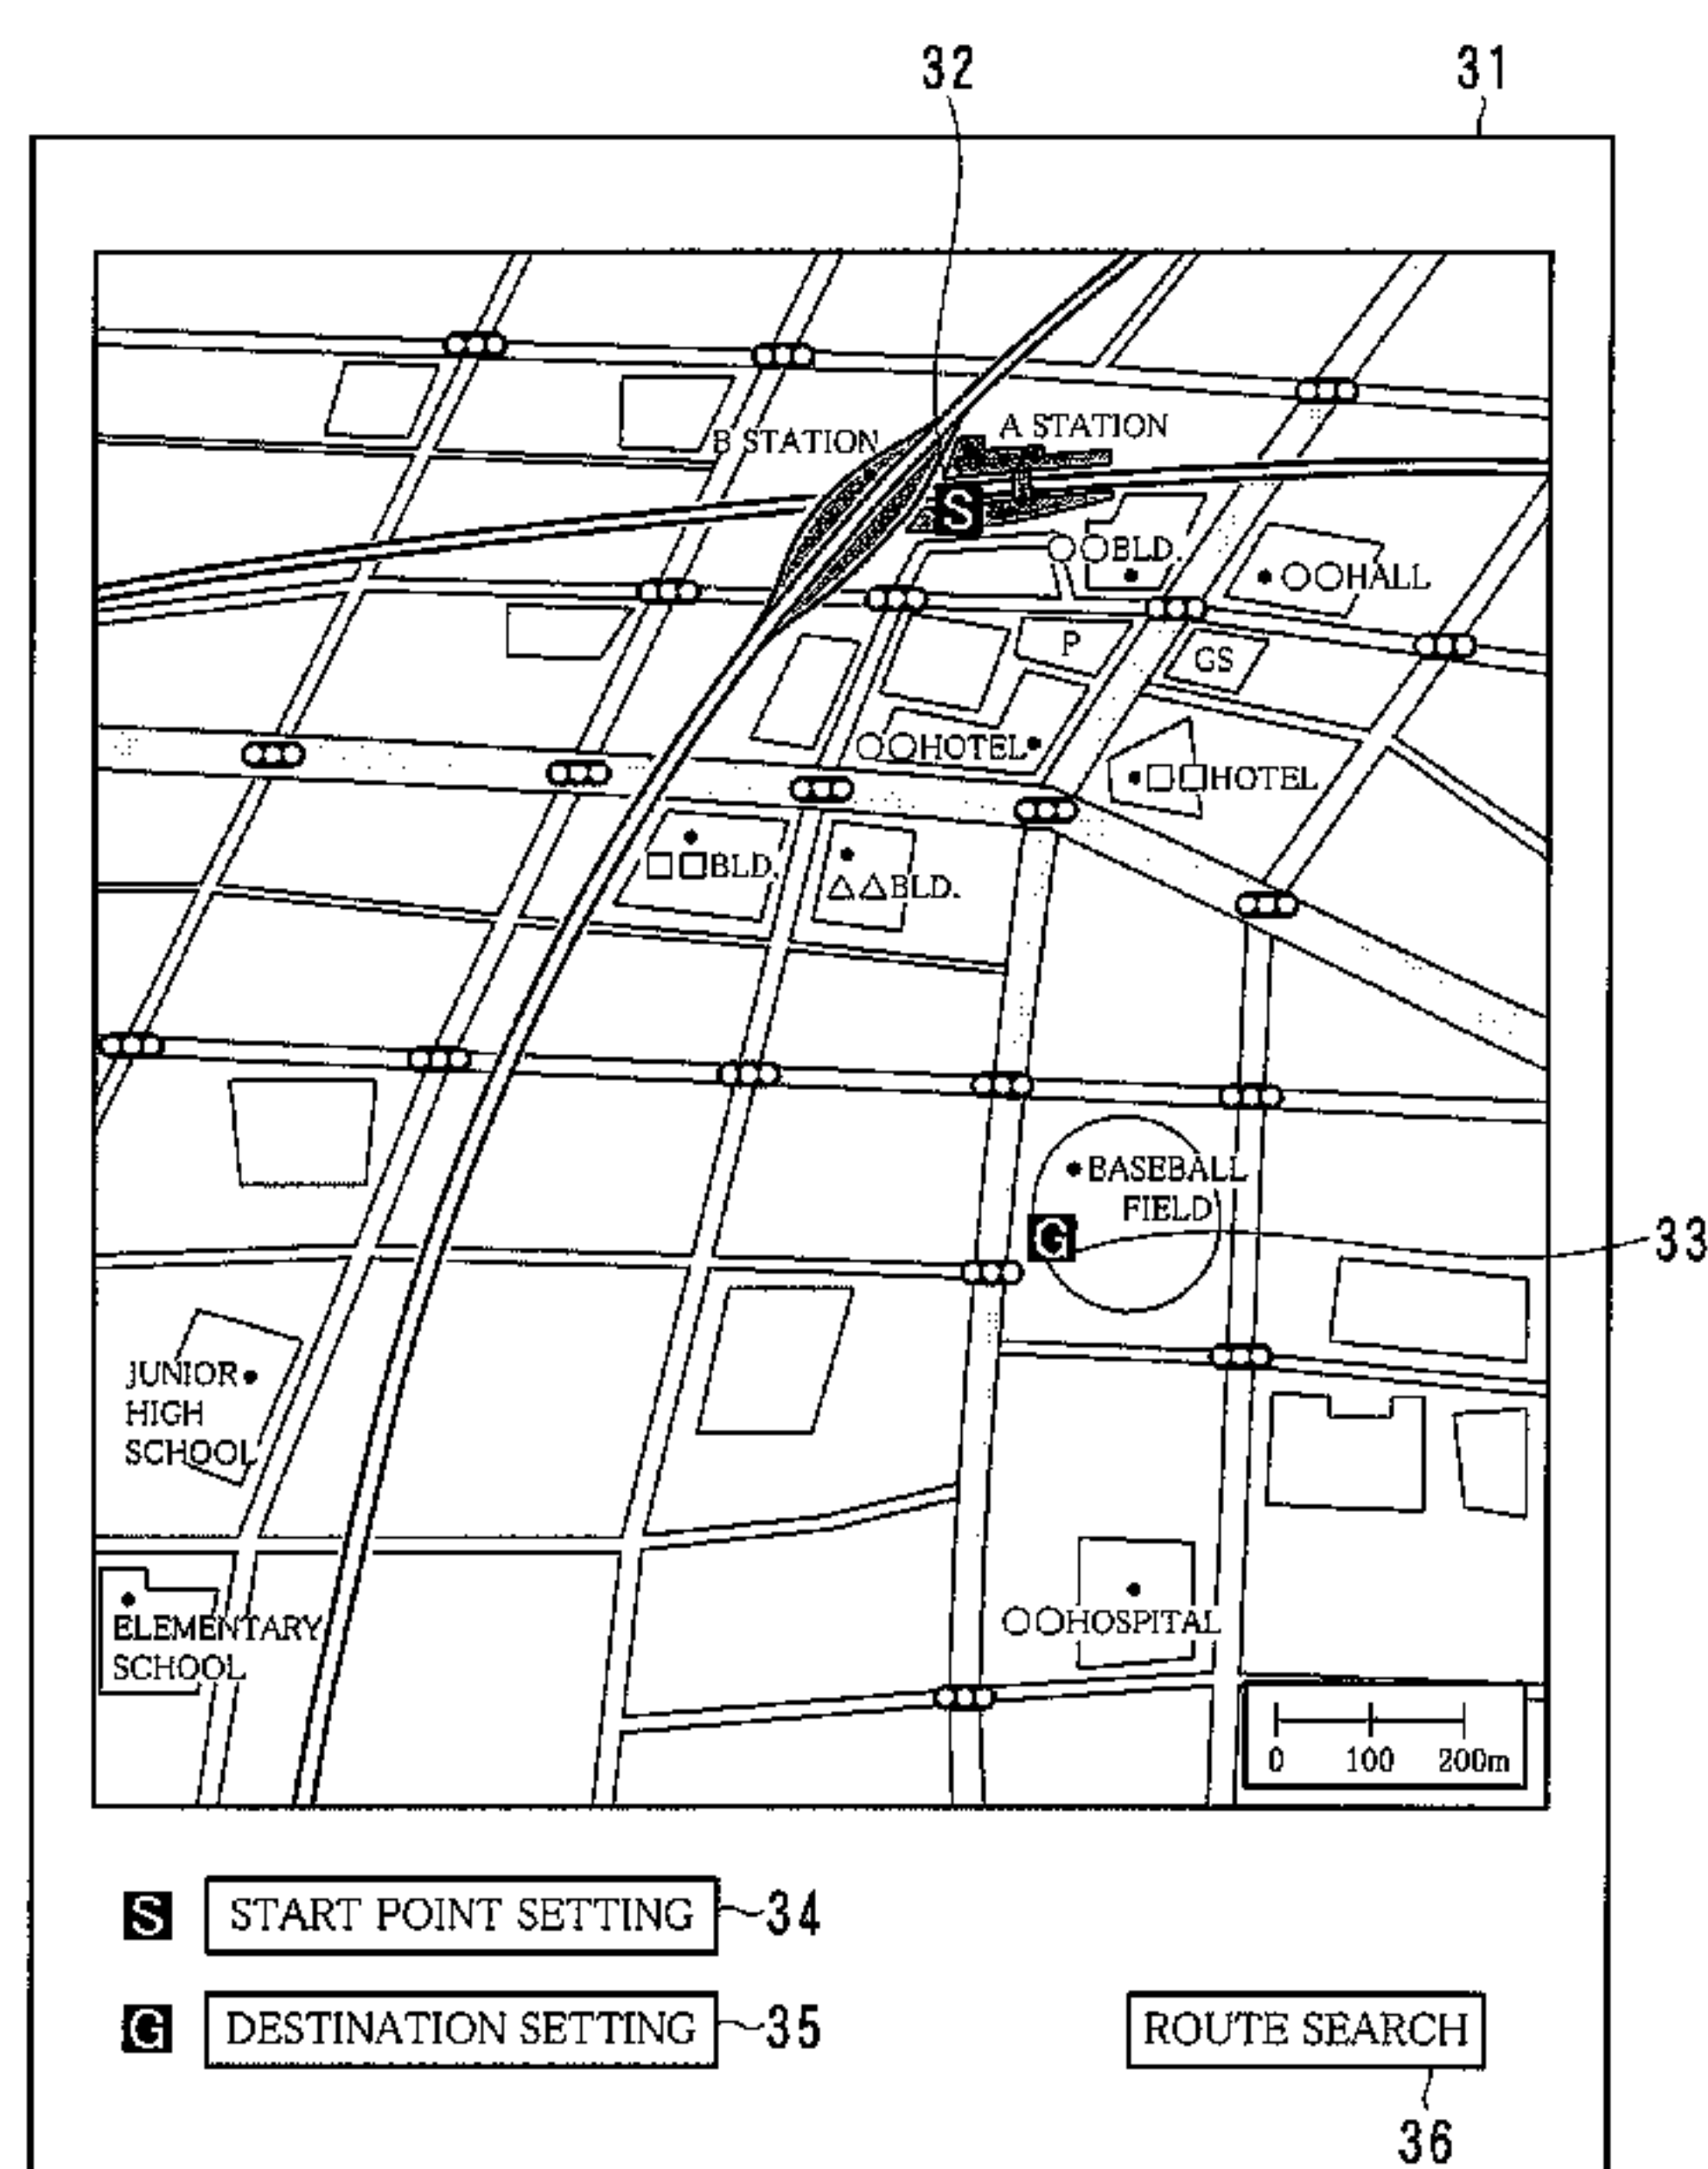 32
31
B STATION
A STATION
S
○○BLD.
○○HALL
P
GS
○○HOTEL
□□HOTEL
□□BLD.
△△BLD.
BASEBALL
FIELD
G
33
JUNIOR
HIGH
SCHOOL
ELEMENTARY
SCHOOL
○○HOSPITAL
0 100 200m
S START POINT SETTING 34
G DESTINATION SETTING 35
ROUTE SEARCH
36